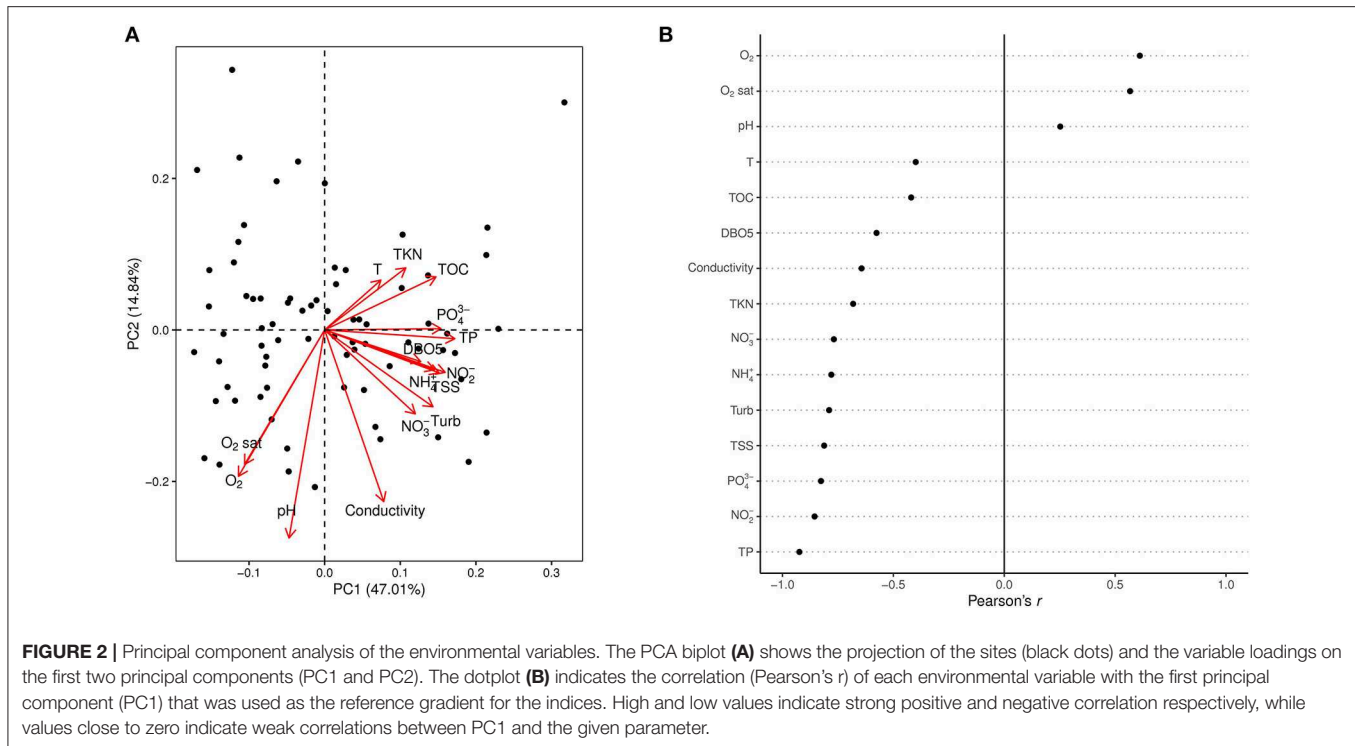 A
PC2 (14.84%)
0.2
0.0
−0.2
TKN
T
TOC
PO₄³⁻
TP
DBO5
NO₂⁻
NH₄⁺
TSS
NO₃⁻
Turb
O₂ sat
O₂
pH
Conductivity
−0.1
0.0
0.1
0.2
0.3
PC1 (47.01%)
B
O₂
O₂ sat
pH
T
TOC
DBO5
Conductivity
TKN
NO₃⁻
NH₄⁺
Turb
TSS
PO₄³⁻
NO₂⁻
TP
−1.0
−0.5
0.0
0.5
1.0
Pearson's r
FIGURE 2 | Principal component analysis of the environmental variables. The PCA biplot (A) shows the projection of the sites (black dots) and the variable loadings on
the first two principal components (PC1 and PC2). The dotplot (B) indicates the correlation (Pearson's r) of each environmental variable with the first principal
component (PC1) that was used as the reference gradient for the indices. High and low values indicate strong positive and negative correlation respectively, while
values close to zero indicate weak correlations between PC1 and the given parameter.